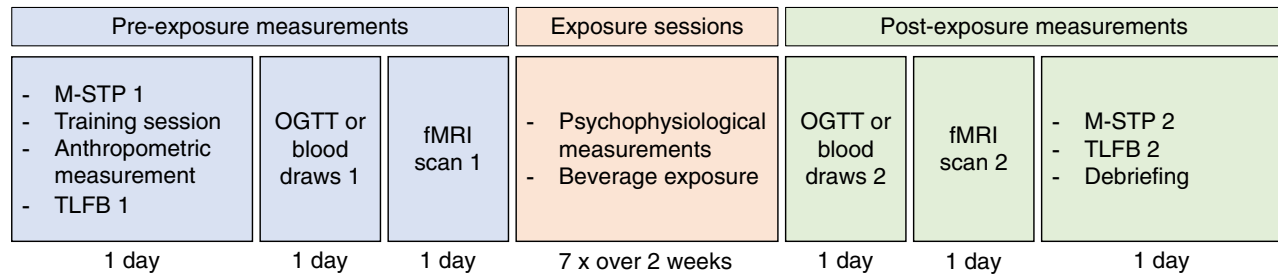 Pre-exposure measurements
Exposure sessions
Post-exposure measurements
- M-STP 1
- Training session
- Anthropometric
measurement
- TLFB 1
OGTT or
blood
draws 1
fMRI
scan 1
- Psychophysiological
measurements
- Beverage exposure
OGTT or
blood
draws 2
fMRI
scan 2
- M-STP 2
- TLFB 2
- Debriefing
1 day
1 day
1 day
7 x over 2 weeks
1 day
1 day
1 day